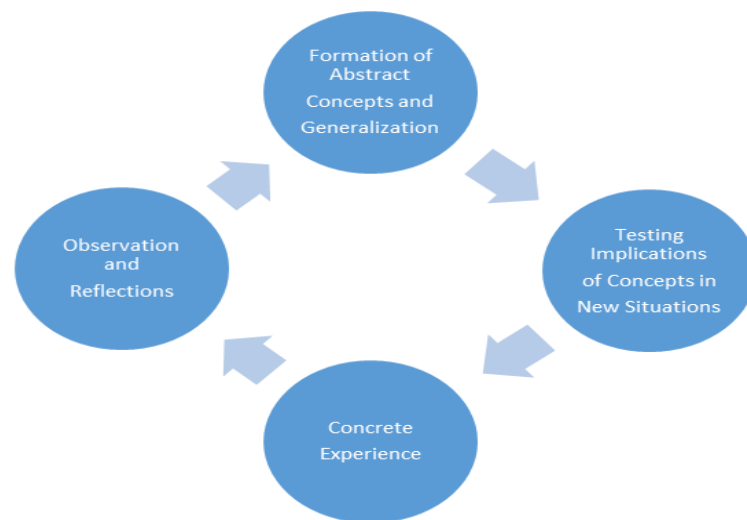 Formation of
Abstract
Concepts and
Generalization
Testing
Implications
of Concepts in
New Situations
Concrete
Experience
Observation
and
Reflections